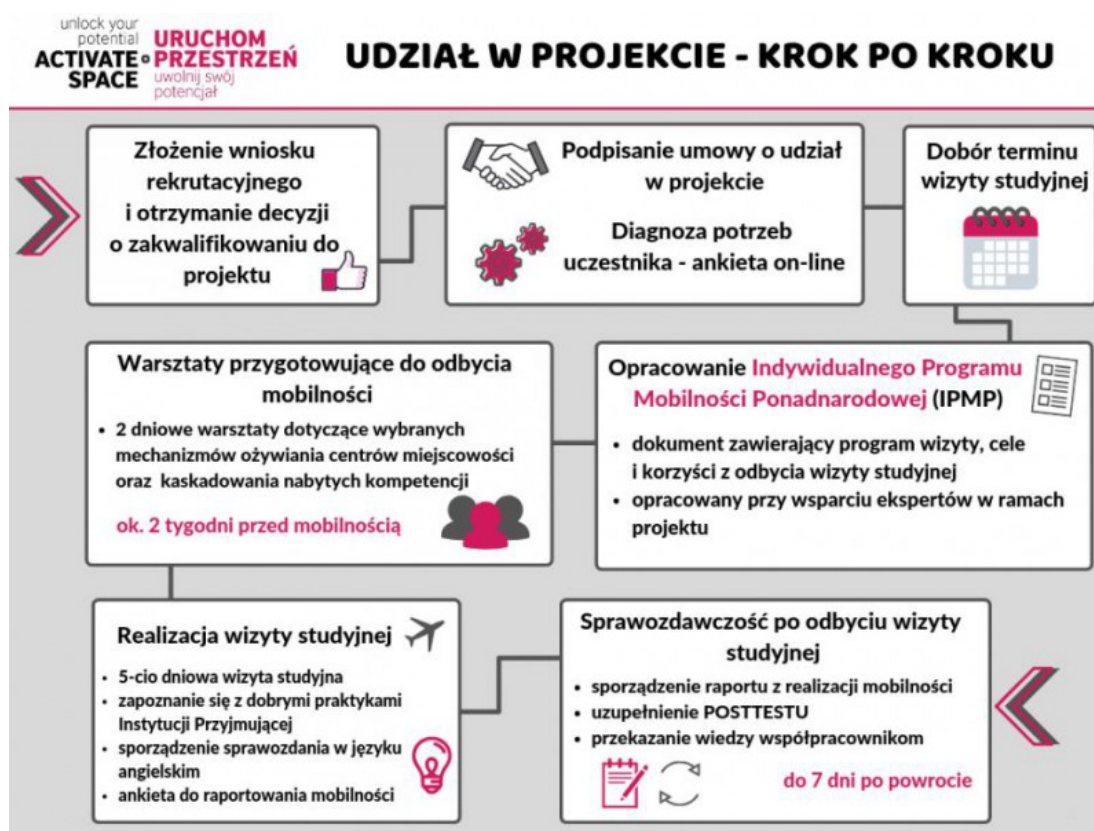 unlock your
potential
ACTIVATE
SPACE
URUCHOM
PRZESTRZEŃ
uwolnij swój
potencjał
UDZIAŁ W PROJEKCIE - KROK PO KROKU
Złożenie wniosku
rekrutacyjnego
i otrzymanie decyzji
o zakwalifikowaniu do
projektu
Podpisanie umowy o udział
w projekcie
Diagnoza potrzeb
uczestnika - ankieta on-line
Dobór terminu
wizyty studyjnej
Warsztaty przygotowujące do odbycia
mobilności
• 2 dniowe warsztaty dotyczące wybranych
mechanizmów ożywiania centrów miejscowości
oraz kaskadowania nabytych kompetencji
ok. 2 tygodni przed mobilnością
Opracowanie Indywidualnego Programu
Mobilności Ponadnarodowej (IPMP)
• dokument zawierający program wizyty, cele
i korzyści z odbycia wizyty studyjnej
• opracowany przy wsparciu ekspertów w ramach
projektu
Realizacja wizyty studyjnej
• 5-cio dniowa wizyta studyjna
• zapoznanie się z dobrymi praktykami
Instytucji Przyjmującej
• sporządzenie sprawozdania w języku
angielskim
• ankieta do raportowania mobilności
Sprawozdawczość po odbyciu wizyty
studyjnej
• sporządzenie raportu z realizacji mobilności
• uzupełnienie POSTTESTU
• przekazanie wiedzy współpracownikom
do 7 dni po powrocie